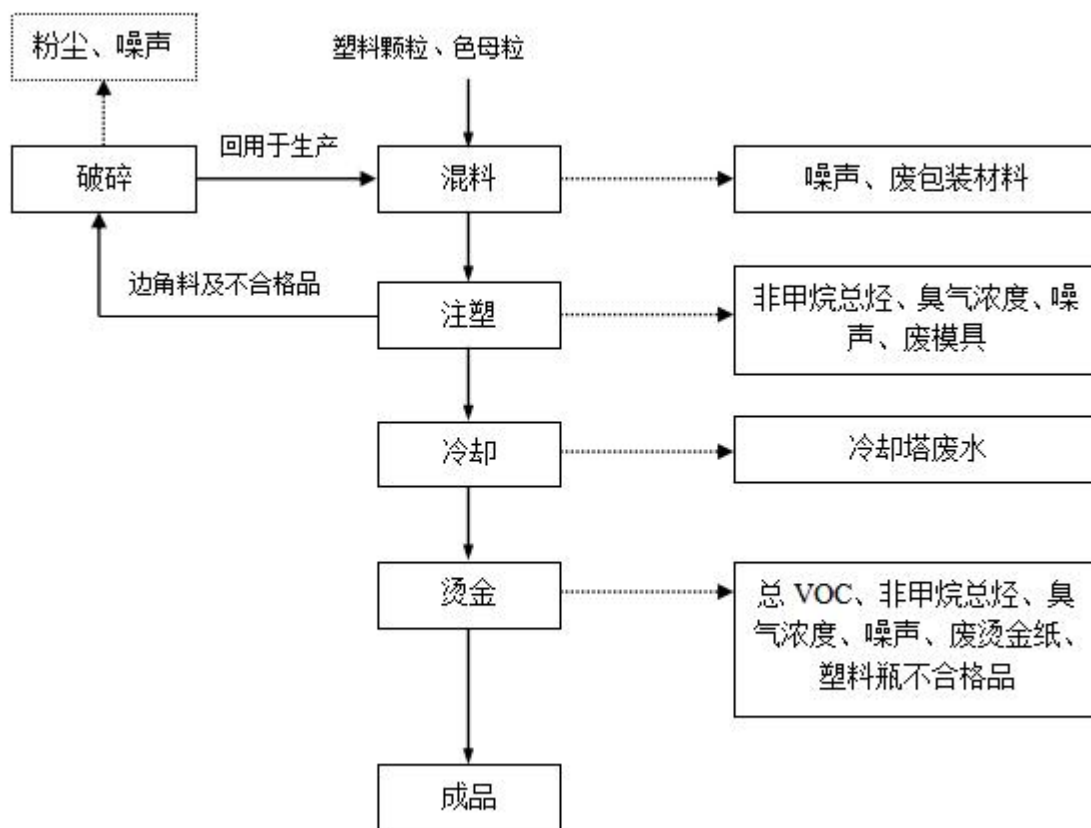 粉尘、噪声
塑料颗粒、色母粒
回用于生产
破碎
混料
噪声、废包装材料
边角料及不合格品
注塑
非甲烷总烃、臭气浓度、噪
声、废模具
冷却
冷却塔废水
烫金
总 VOC、非甲烷总烃、臭
气浓度、噪声、废烫金纸、
塑料瓶不合格品
成品